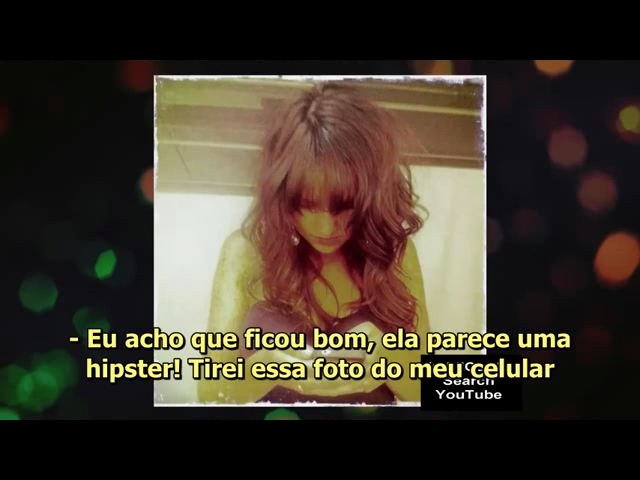 - Eu acho que ficou bom, ela parece uma
hipster! Tirei essa foto do meu celular
Search
YouTube